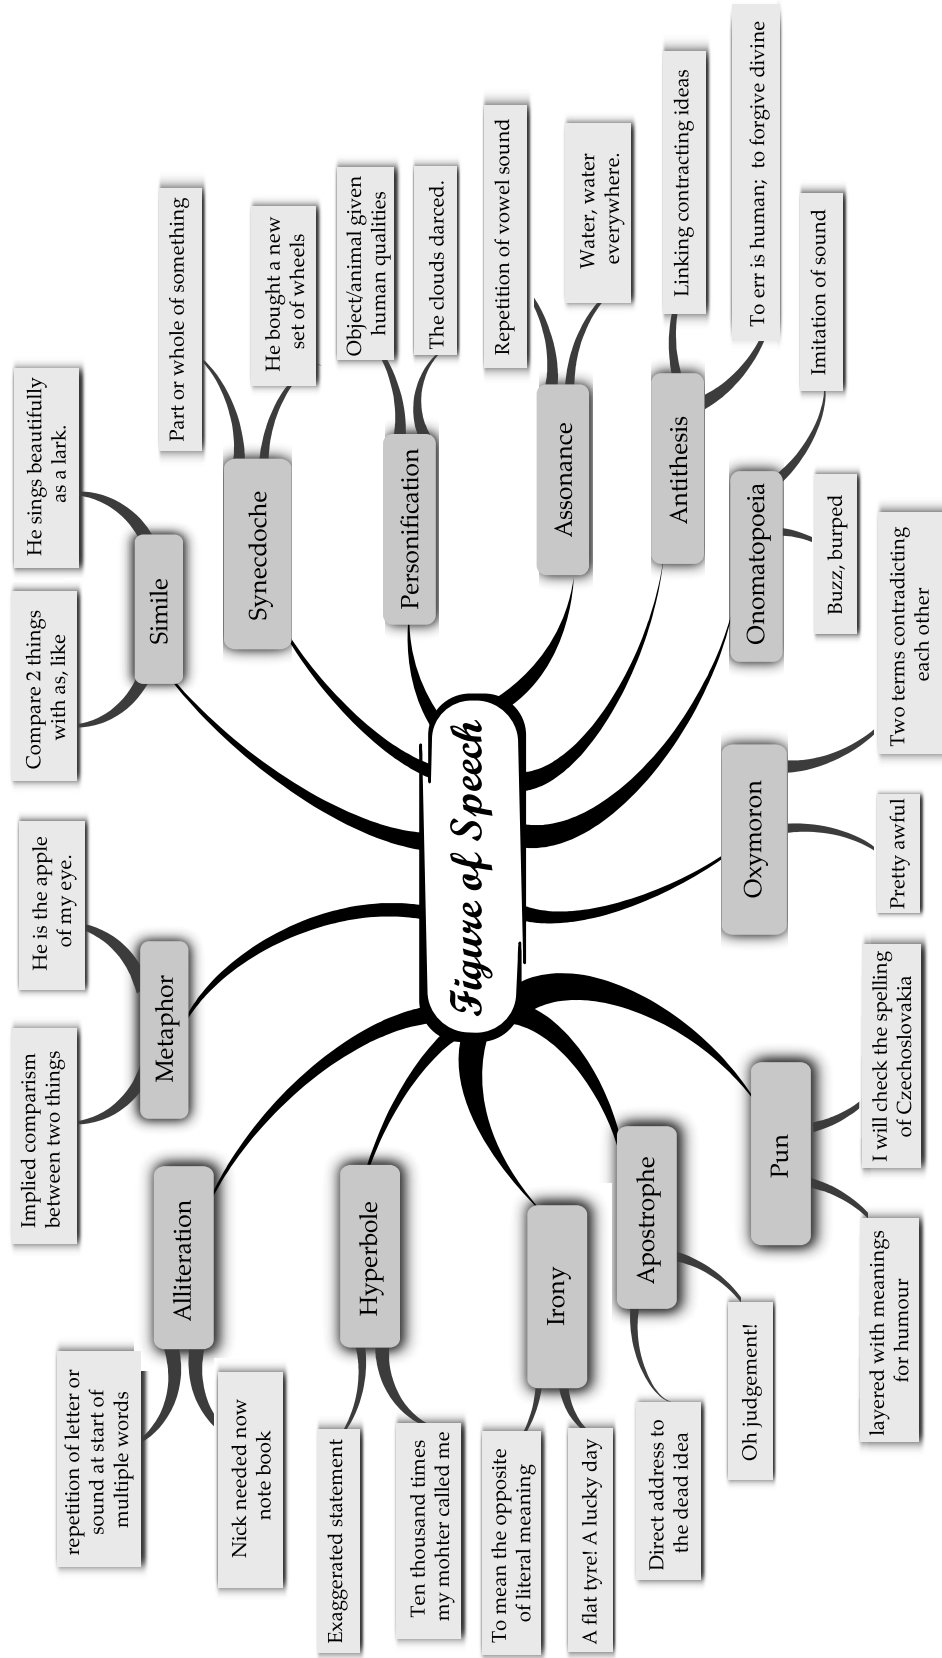 Figure of Speech
Alliteration
repetition of letter or
sound at start of
multiple words
Nick needed now
note book
Metaphor
Implied comparism
between two things
He is the apple
of my eye.
Simile
Compare 2 things
with as, like
He sings beautifully
as a lark.
Synecdoche
Part or whole of something
He bought a new
set of wheels
Personification
Object/animal given
human qualities
The clouds darced.
Assonance
Repetition of vowel sound
Water, water
everywhere.
Antithesis
Linking contracting ideas
To err is human; to forgive divine
Onomatopoeia
Imitation of sound
Buzz, burped
Oxymoron
Two terms contradicting
each other
Pretty awful
Pun
I will check the spelling
of Czechoslovakia
layered with meanings
for humour
Apostrophe
Direct address to
the dead idea
Oh judgement!
Irony
To mean the opposite
of literal meaning
A flat tyre! A lucky day
Hyperbole
Exaggerated statement
Ten thousand times
my mohter called me